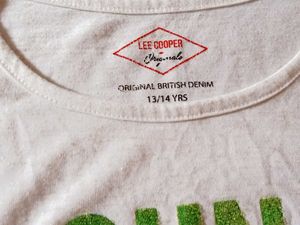 LEE COOPER
Originals
ORIGINAL BRITISH DENIM
13/14 YRS